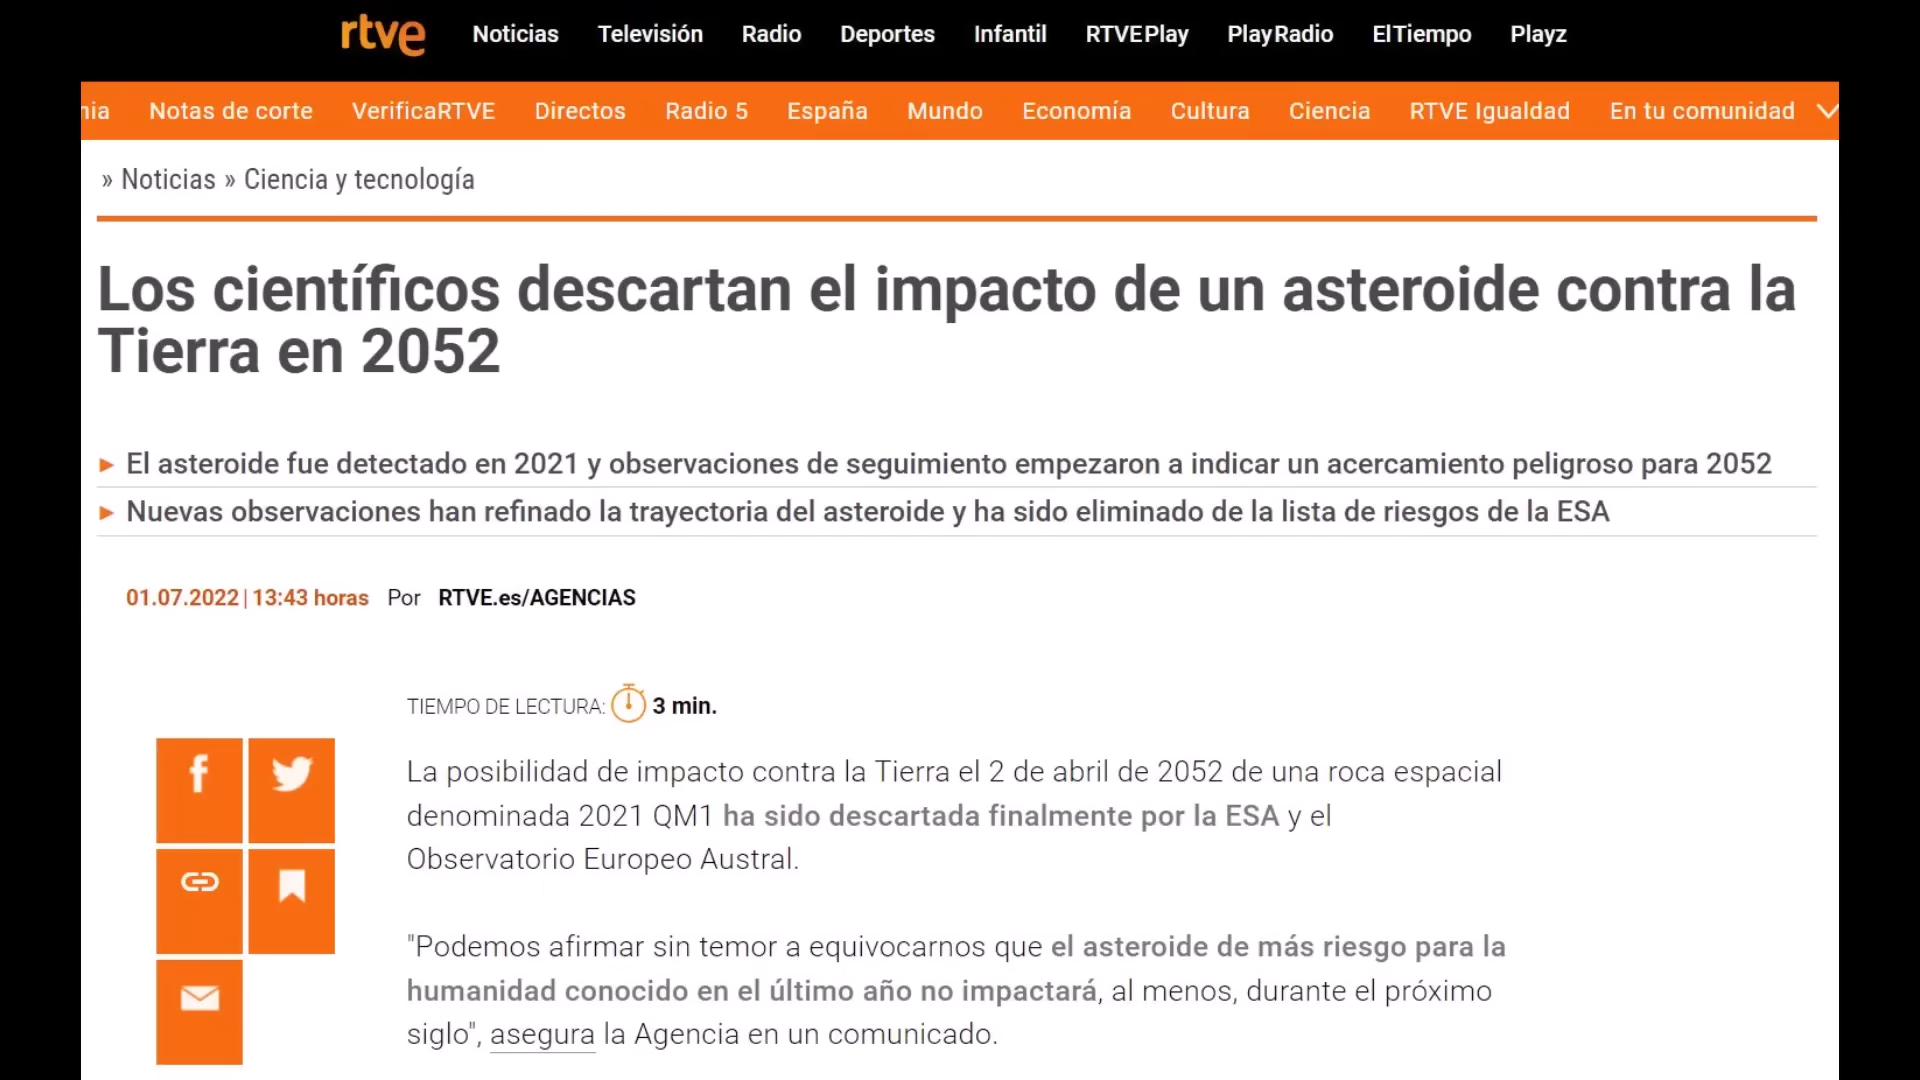 rtve Noticias Televisión Radio Deportes Infantil RTVEPlay PlayRadio ElTiempo Playz
nia Notas de corte VerificaRTVE Directos Radio 5 España Mundo Economía Cultura Ciencia RTVE Igualdad En tu comunidad
» Noticias » Ciencia y tecnología
Los científicos descartan el impacto de un asteroide contra la
Tierra en 2052
El asteroide fue detectado en 2021 y observaciones de seguimiento empezaron a indicar un acercamiento peligroso para 2052
Nuevas observaciones han refinado la trayectoria del asteroide y ha sido eliminado de la lista de riesgos de la ESA
01.07.2022 | 13:43 horas Por RTVE.es/AGENCIAS
TIEMPO DE LECTURA: 3 min.
La posibilidad de impacto contra la Tierra el 2 de abril de 2052 de una roca espacial
denominada 2021 QM1 ha sido descartada finalmente por la ESA y el
Observatorio Europeo Austral.
"Podemos afirmar sin temor a equivocarnos que el asteroide de más riesgo para la
humanidad conocido en el último año no impactará, al menos, durante el próximo
siglo", asegura la Agencia en un comunicado.